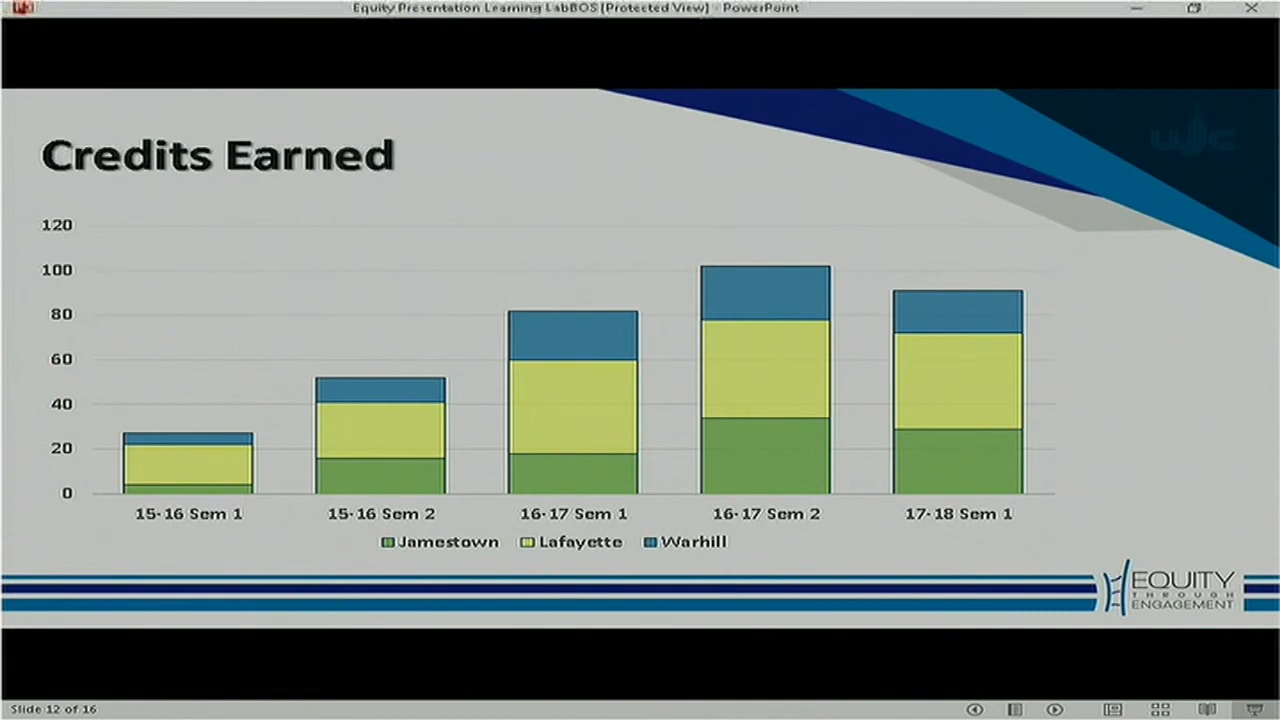 Equity Presentation Learning LabBOS [Protected View] - PowerPoint
WJC
Credits Earned
120
100
80
60
40
20
0
15-16 Sem 1
15-16 Sem 2
16-17 Sem 1
16-17 Sem 2
17-18 Sem 1
Jamestown
Lafayette
Warhill
EQUITY
THROUGH
ENGAGEMENT
Slide 12 of 16